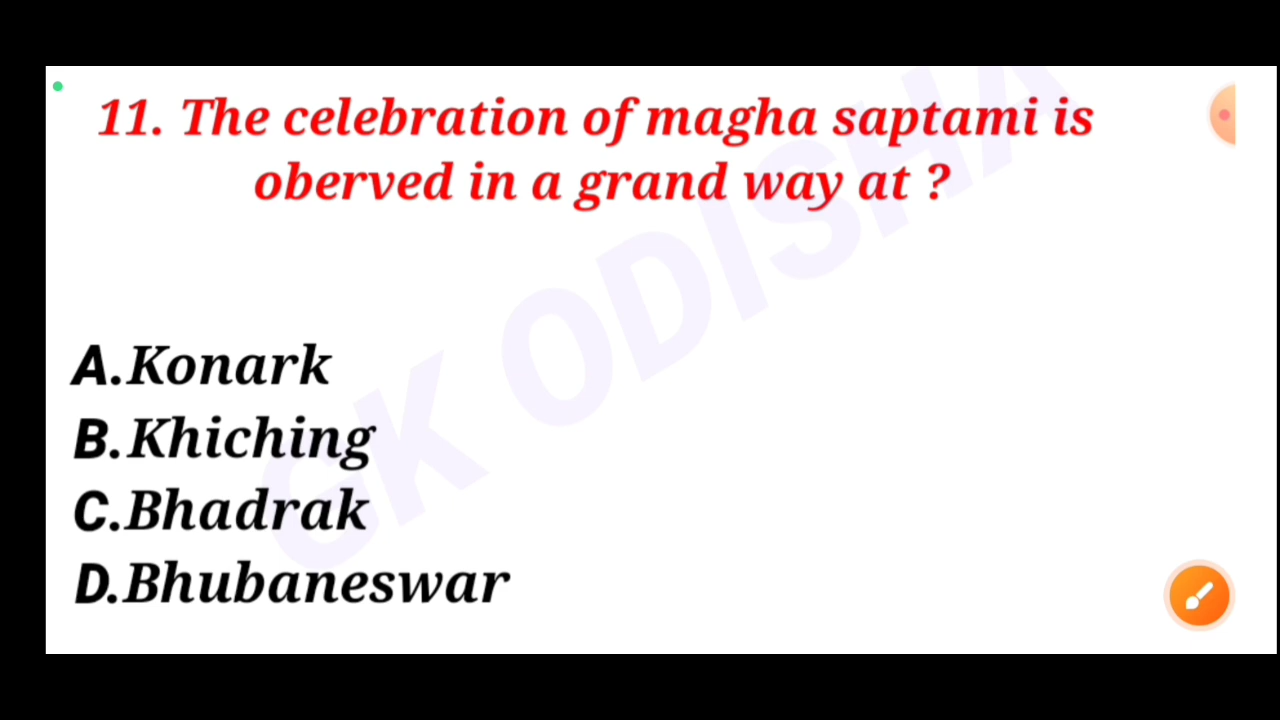 11. The celebration of magha saptami is
oberved in a grand way at ?
A.Konark
B.Khiching
C.Bhadrak
D.Bhubaneswar
GK ODISHA